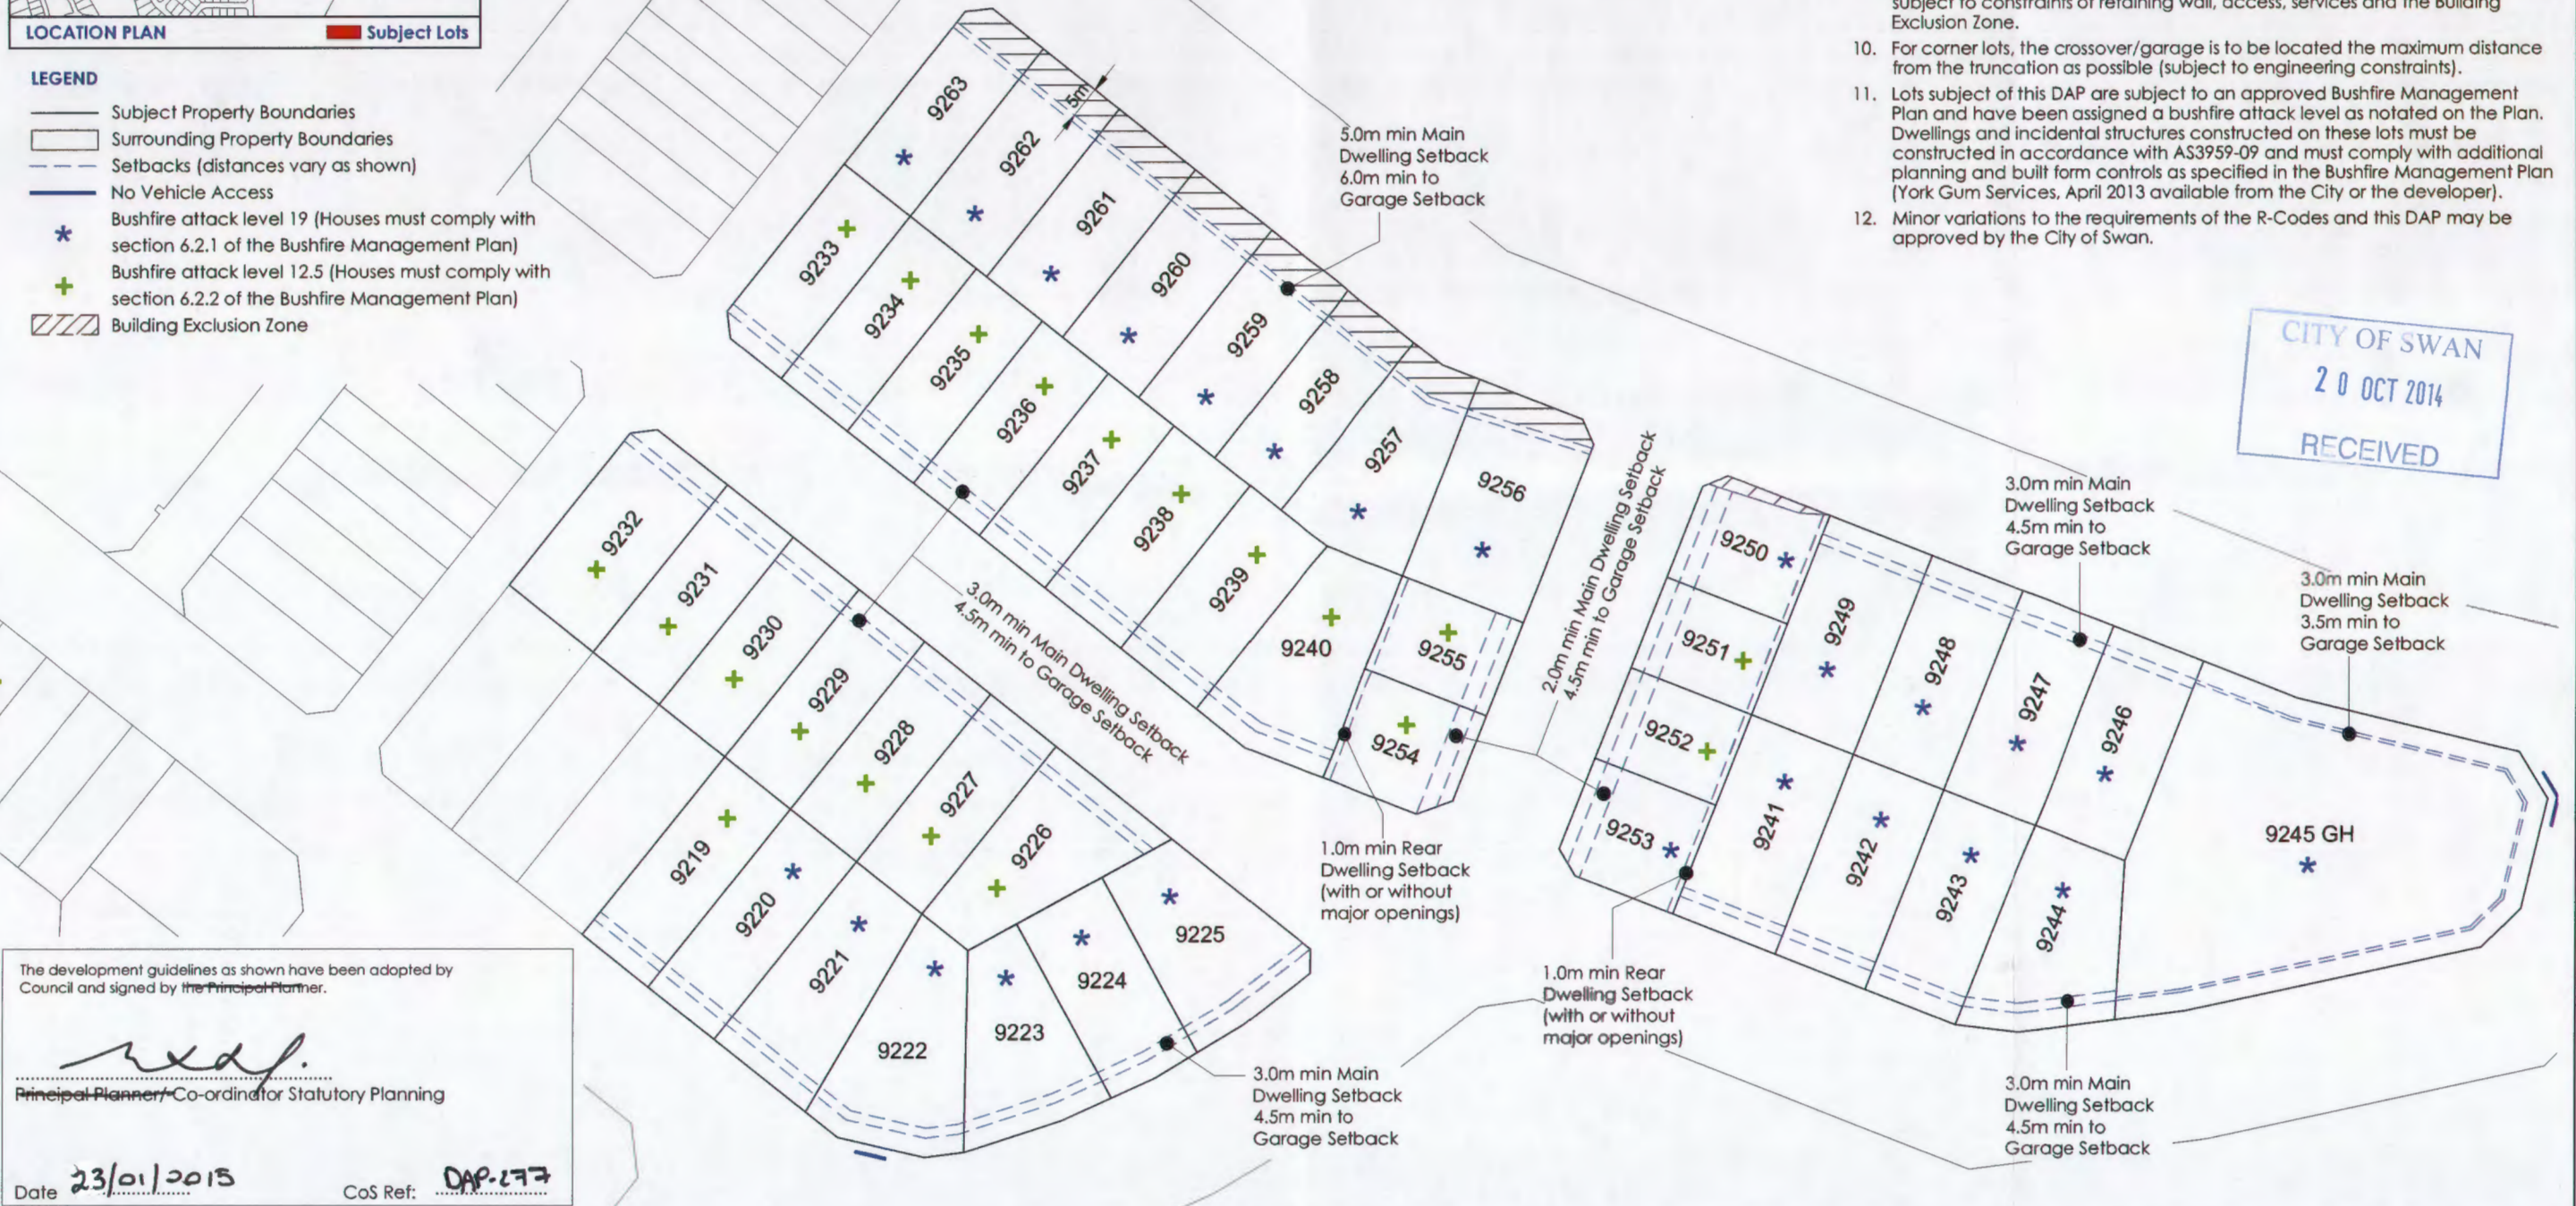 LOCATION PLAN
Subject Lots
LEGEND
Subject Property Boundaries
Surrounding Property Boundaries
Setbacks (distances vary as shown)
No Vehicle Access
Bushfire attack level 19 (Houses must comply with
section 6.2.1 of the Bushfire Management Plan)
Bushfire attack level 12.5 (Houses must comply with
section 6.2.2 of the Bushfire Management Plan)
Building Exclusion Zone
subject to constraints of retaining wall, access, services and the Building
Exclusion Zone.
10. For corner lots, the crossover/garage is to be located the maximum distance
from the truncation as possible (subject to engineering constraints).
11. Lots subject of this DAP are subject to an approved Bushfire Management
Plan and have been assigned a bushfire attack level as notated on the Plan.
Dwellings and incidental structures constructed on these lots must be
constructed in accordance with AS3959-09 and must comply with additional
planning and built form controls as specified in the Bushfire Management Plan
(York Gum Services, April 2013 available from the City or the developer).
12. Minor variations to the requirements of the R-Codes and this DAP may be
approved by the City of Swan.
CITY OF SWAN
20 OCT 2014
RECEIVED
5m
5.0m min Main
Dwelling Setback
6.0m min to
Garage Setback
9263
9262
9261
9260
9259
9258
9257
9256
9233
9234
9235
9236
9237
9238
9239
9240
9255
9254
3.0m min Main Dwelling Setback
4.5m min to Garage Setback
2.0m min Main Dwelling Setback
4.5m min to Garage Setback
9232
9231
9230
9229
9228
9227
9226
9219
9220
9221
9222
9223
9224
9225
9250
9251
9252
9253
9249
9248
9247
9246
9241
9242
9243
9244
9245 GH
3.0m min Main
Dwelling Setback
4.5m min to
Garage Setback
3.0m min Main
Dwelling Setback
3.5m min to
Garage Setback
1.0m min Rear
Dwelling Setback
(with or without
major openings)
1.0m min Rear
Dwelling Setback
(with or without
major openings)
3.0m min Main
Dwelling Setback
4.5m min to
Garage Setback
3.0m min Main
Dwelling Setback
4.5m min to
Garage Setback
The development guidelines as shown have been adopted by
Council and signed by the Principal Planner.
Principal Planner/ Co-ordinator Statutory Planning
Date 23/01/2015
CoS Ref: DAP-277